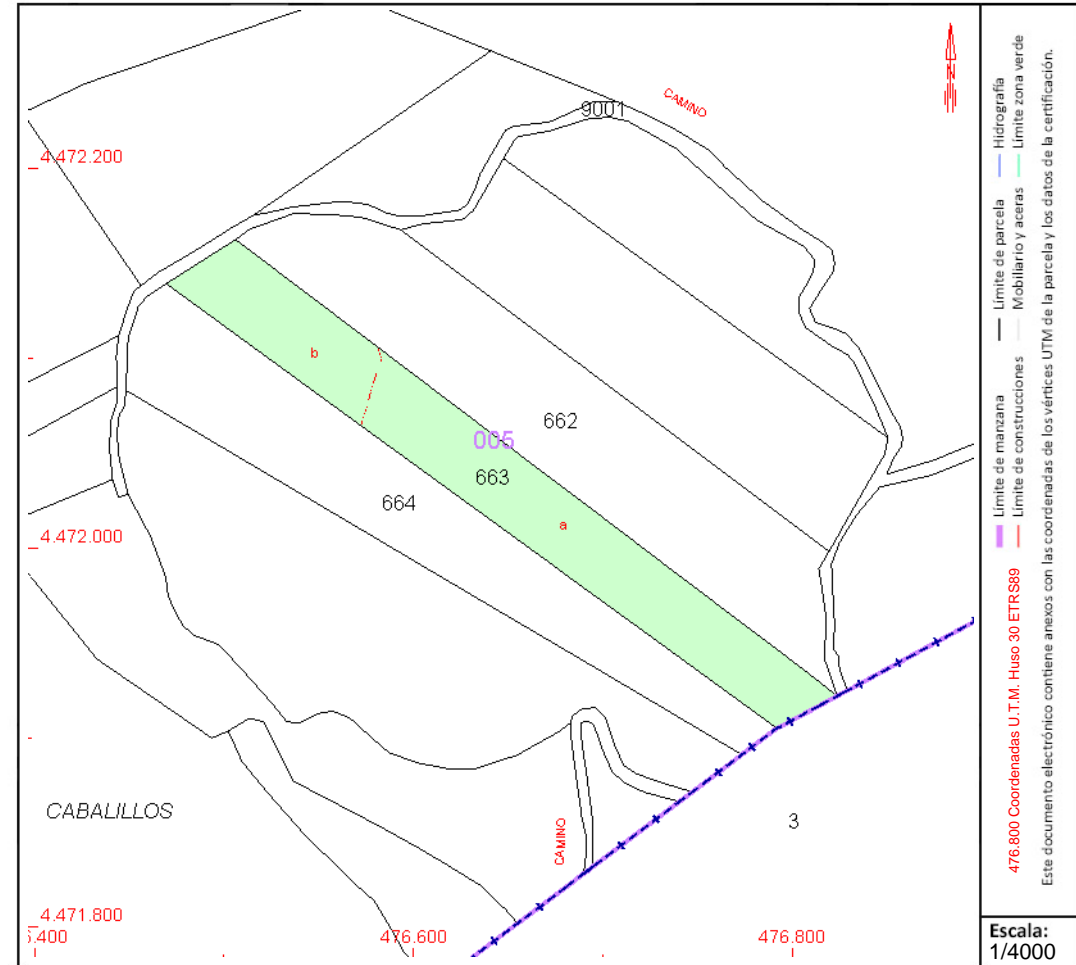 CAMINO
9001
N
4.472.200
b
662
005
663
664
a
4.472.000
CABALILLOS
CAMINO
3
4.471.800
476.600
476.800
Hidrografía
Límite zona verde
Límite de parcela
Mobiliario y aceras
Límite de manzana
Límite de construcciones
476.800 Coordenadas U.T.M. Huso 30 ETRS89
Este documento electrónico contiene anexos con las coordenadas de los vértices UTM de la parcela y los datos de la certificación.
Escala:
1/4000